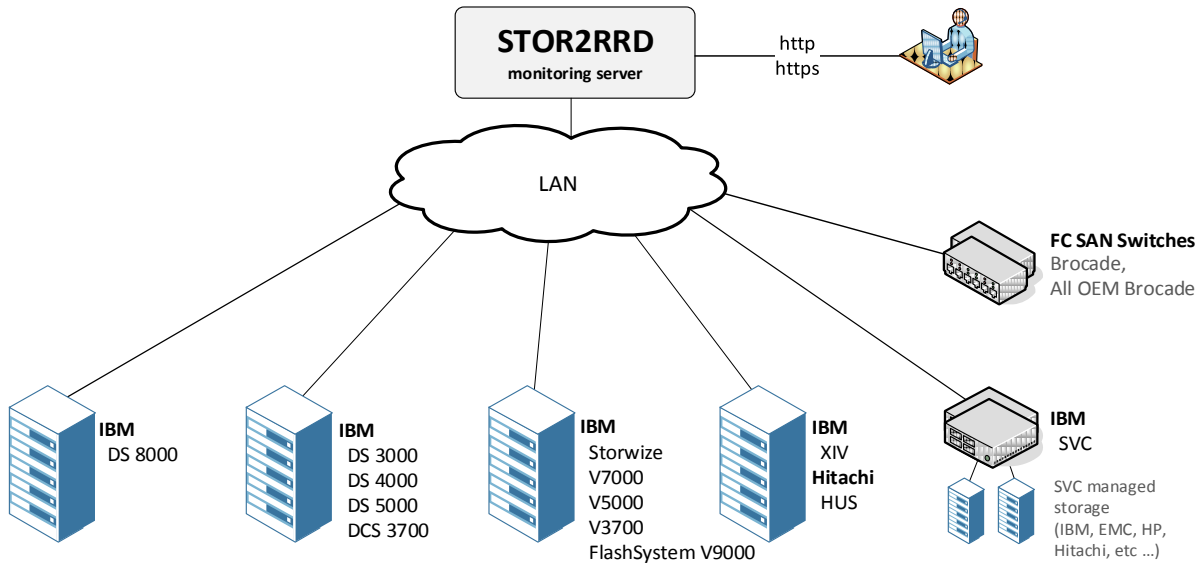 STOR2RRD
monitoring server
http
https
LAN
FC SAN Switches
Brocade,
All OEM Brocade
IBM
DS 8000
IBM
DS 3000
DS 4000
DS 5000
DCS 3700
IBM
Storwize
V7000
V5000
V3700
FlashSystem V9000
IBM
XIV
Hitachi
HUS
IBM
SVC
SVC managed
storage
(IBM, EMC, HP,
Hitachi, etc ...)